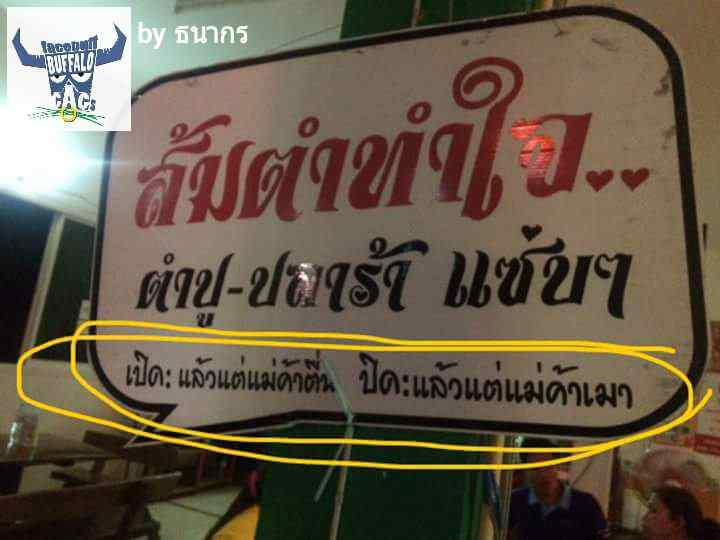 by ธนากร
facebuff
BUFFALO
GAGs
ส้มตำทำใจ..
ตำปู-ปลาร้า แซ่บๆ
เปิด: แล้วแต่แม่ค้าตื่น ปิด:แล้วแต่แม่ค้าเมา